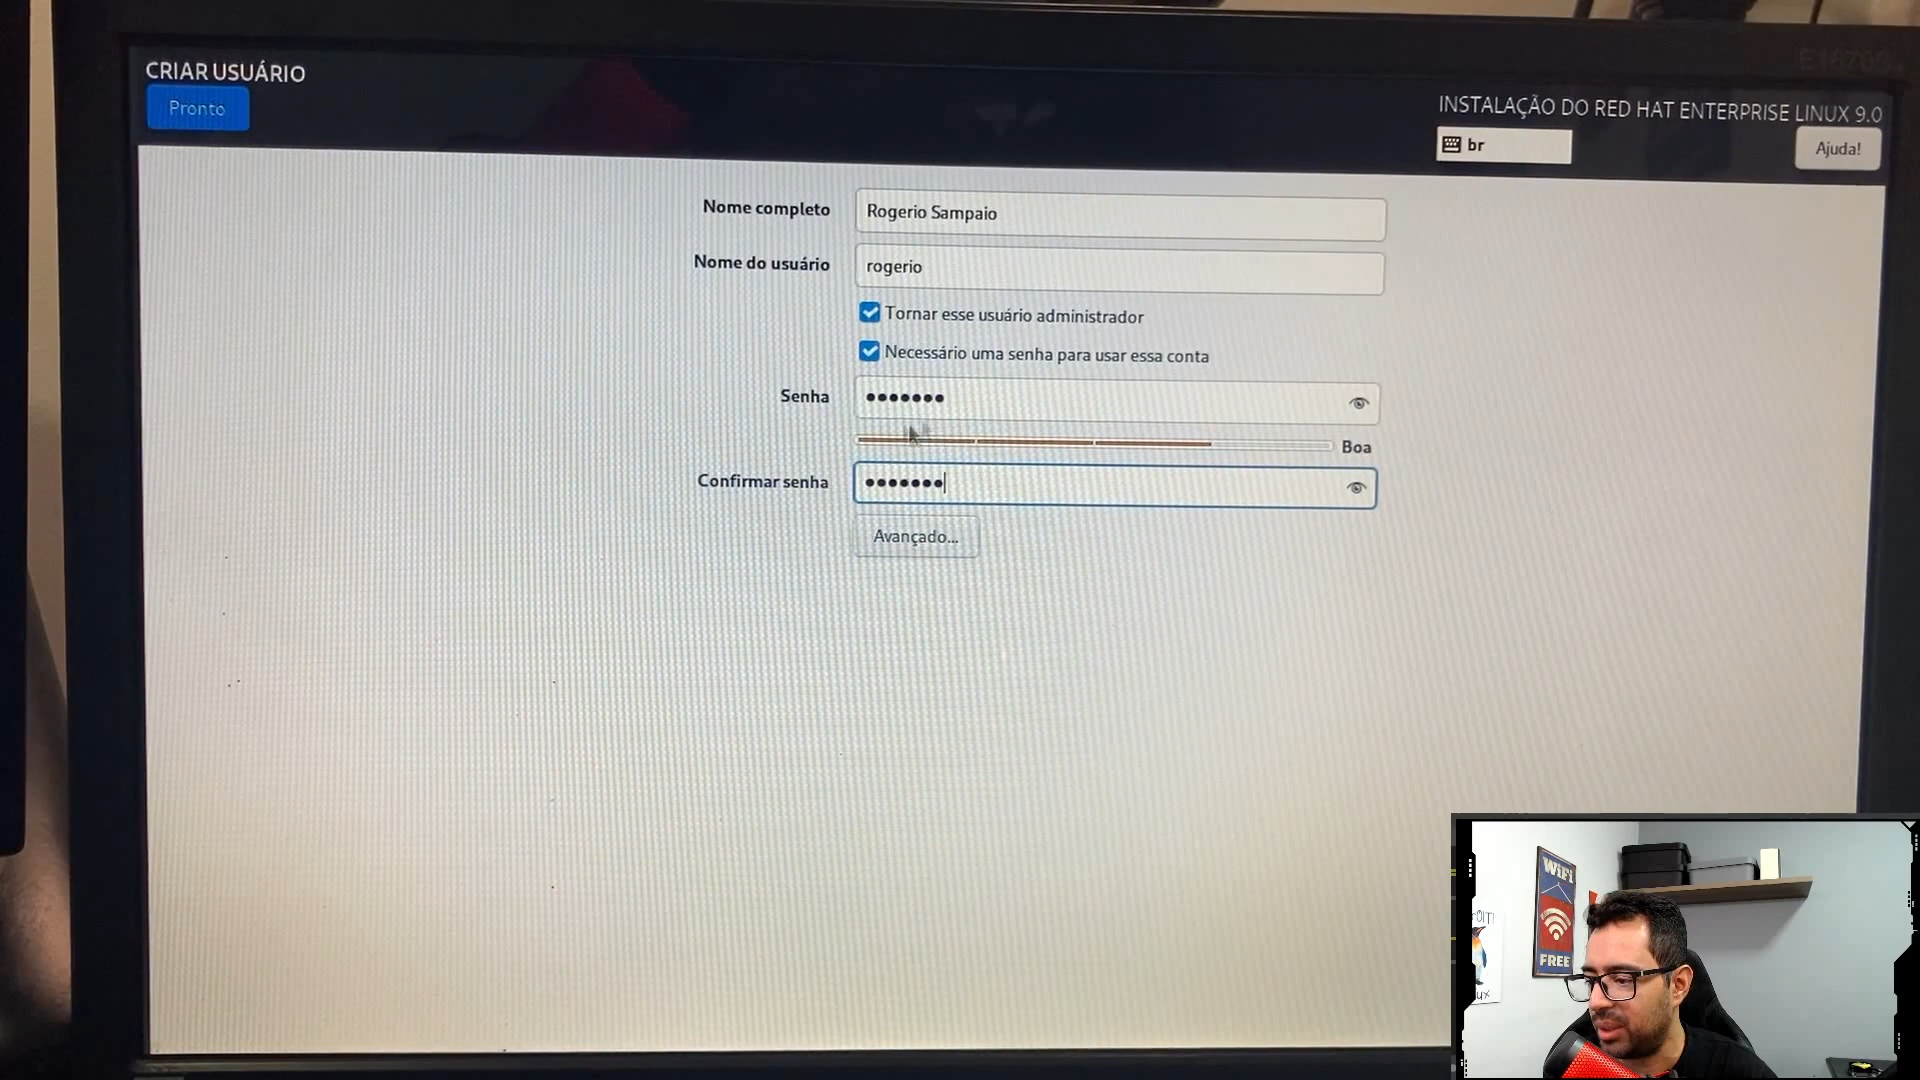 CRIAR USUÁRIO
Pronto
INSTALAÇÃO DO RED HAT ENTERPRISE LINUX 9.0
br
Ajuda!
Nome completo
Rogerio Sampaio
Nome do usuário
rogerio
Tornar esse usuário administrador
Necessário uma senha para usar essa conta
Senha
•••••••
Boa
Confirmar senha
•••••••
Avançado...
WiFi
FREE